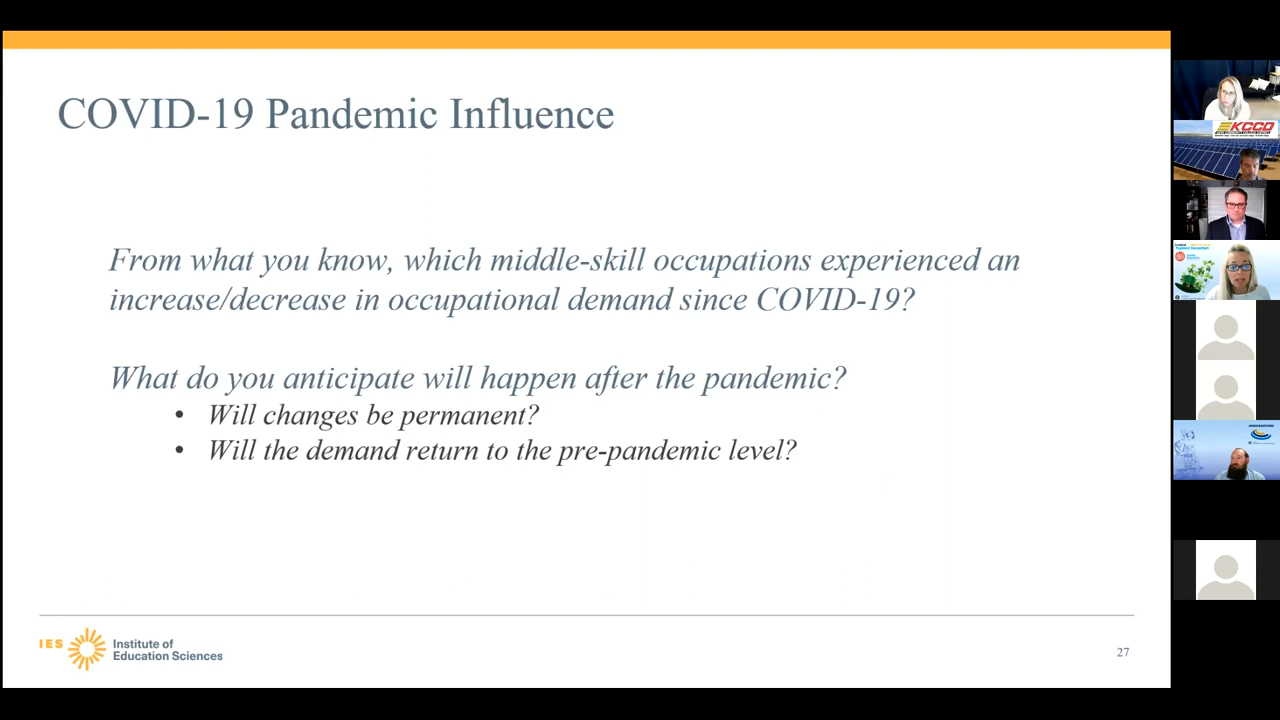 COVID-19 Pandemic Influence
From what you know, which middle-skill occupations experienced an
increase/decrease in occupational demand since COVID-19?
What do you anticipate will happen after the pandemic?
• Will changes be permanent?
• Will the demand return to the pre-pandemic level?
IES
Institute of
Education Sciences
27
KCCD